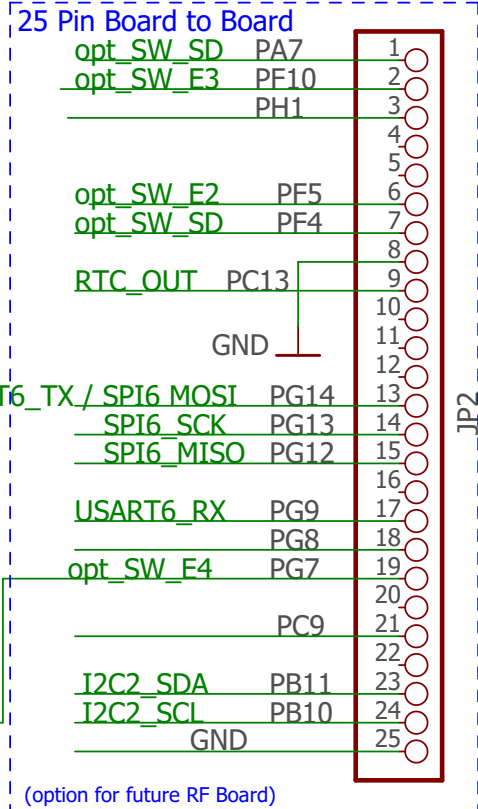 25 Pin Board to Board
opt_SW_SD PA7 1
opt_SW_E3 PF10 2
PH1 3
4
5
opt_SW_E2 PF5 6
opt_SW_SD PF4 7
8
RTC_OUT PC13 9
10
GND 11
12
T6_TX / SPI6 MOSI PG14 13
JP2
SPI6_SCK PG13 14
SPI6_MISO PG12 15
16
USART6_RX PG9 17
PG8 18
opt_SW_E4 PG7 19
20
PC9 21
22
I2C2_SDA PB11 23
I2C2_SCL PB10 24
GND 25
(option for future RF Board)